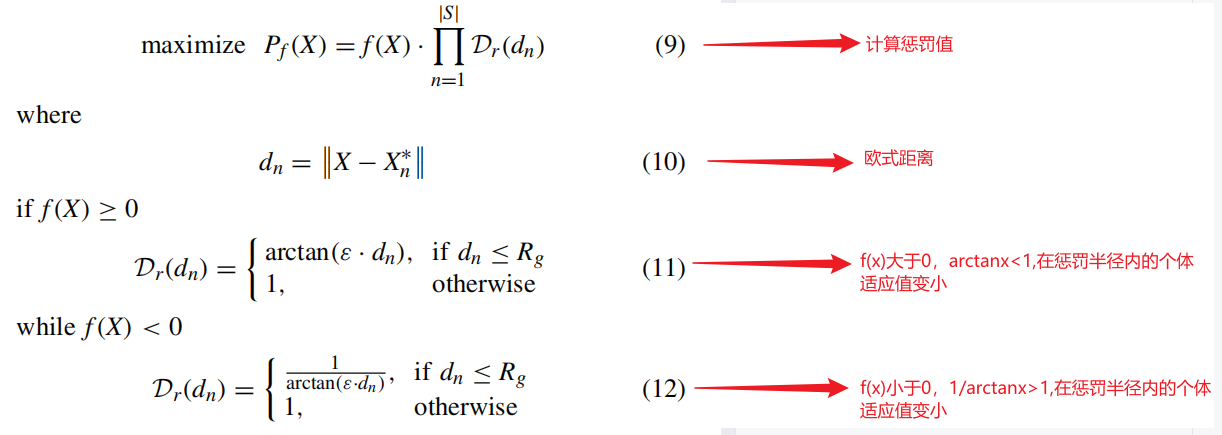 maximize P_f(X) = f(X) · ∏_{n=1}^{|S|} 𝒟_r(d_n) (9) 计算惩罚值
where
d_n = ‖X − X_n^*‖ (10) 欧式距离
if f(X) ≥ 0
𝒟_r(d_n) = { arctan(ε · d_n), if d_n ≤ R_g
1, otherwise
(11) f(x)大于0，arctanx<1,在惩罚半径内的个体
适应值变小
while f(X) < 0
𝒟_r(d_n) = { 1/arctan(ε·d_n), if d_n ≤ R_g
1, otherwise
(12) f(x)小于0，1/arctanx>1,在惩罚半径内的个体
适应值变小